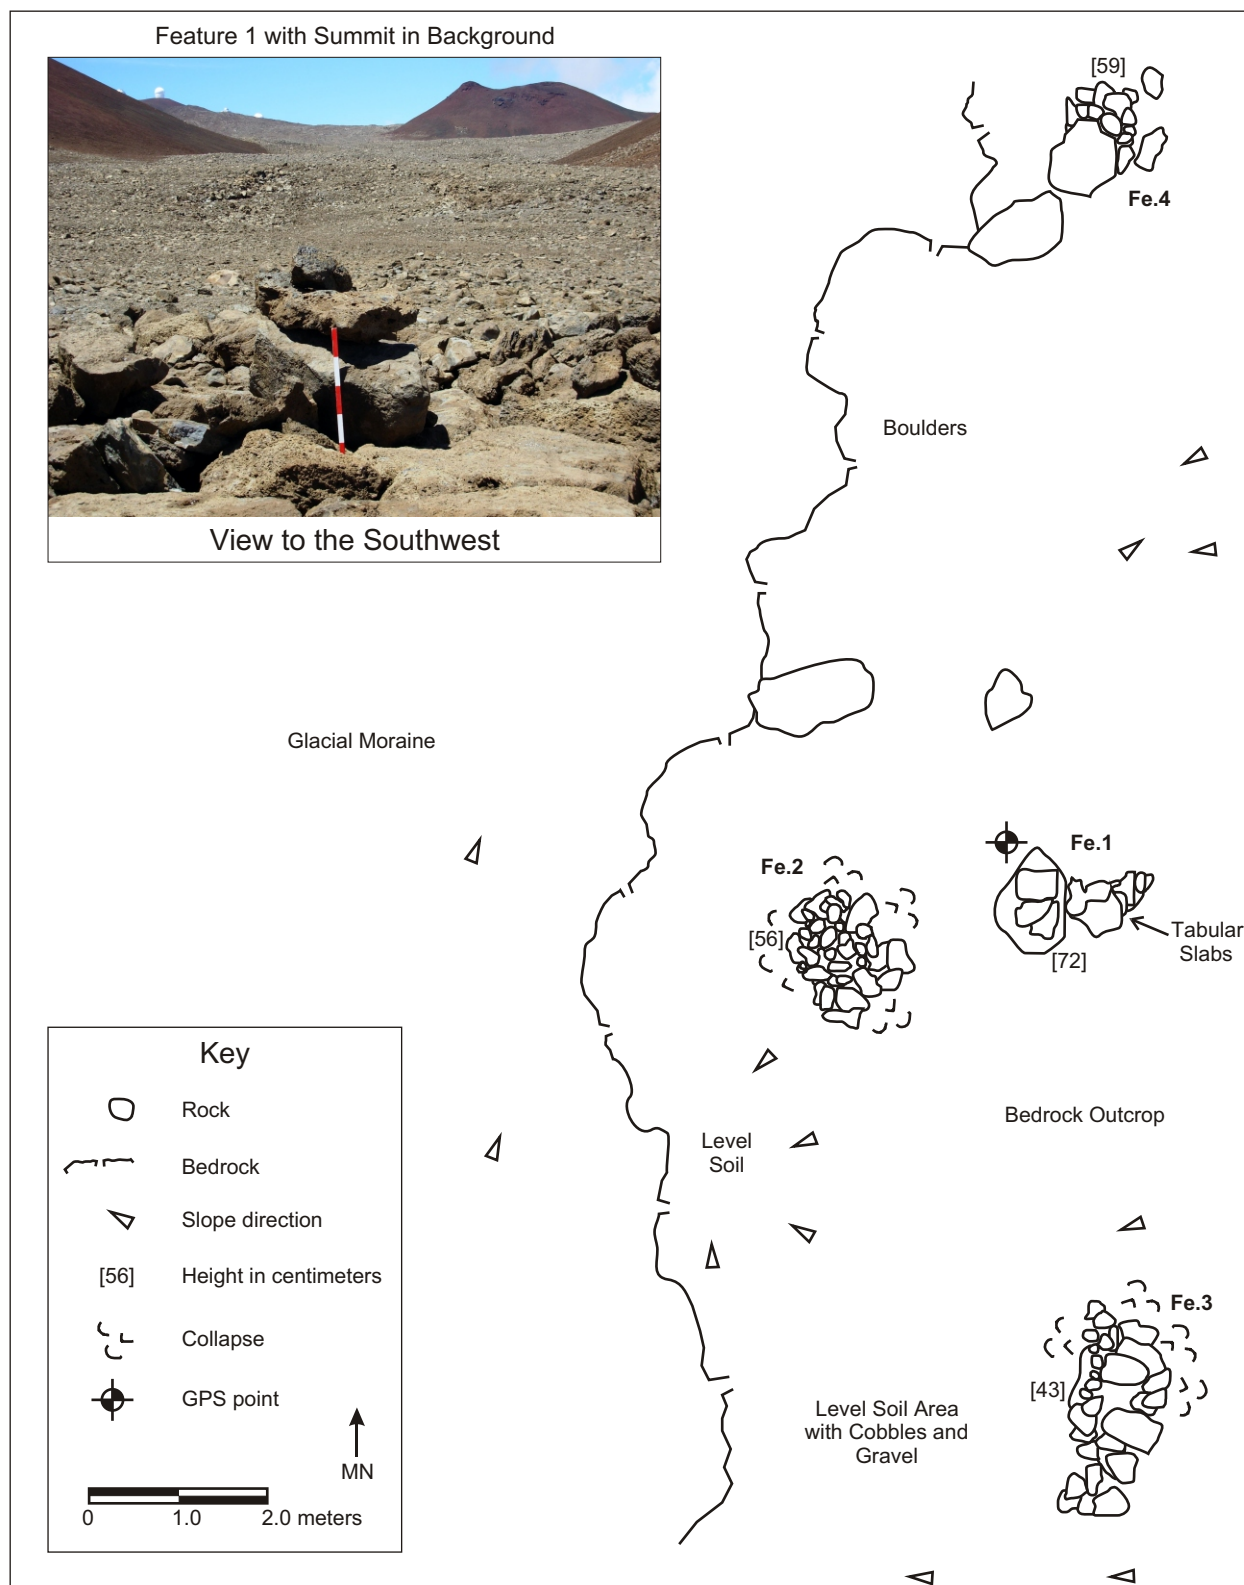 Feature 1 with Summit in Background
View to the Southwest
[59]
Fe.4
Boulders
Glacial Moraine
Fe.1
Fe.2
[56]
[72]
Tabular
Slabs
Bedrock Outcrop
Level
Soil
Fe.3
[43]
Level Soil Area
with Cobbles and
Gravel
Key
Rock
Bedrock
Slope direction
[56] Height in centimeters
Collapse
GPS point
MN
0 1.0 2.0 meters